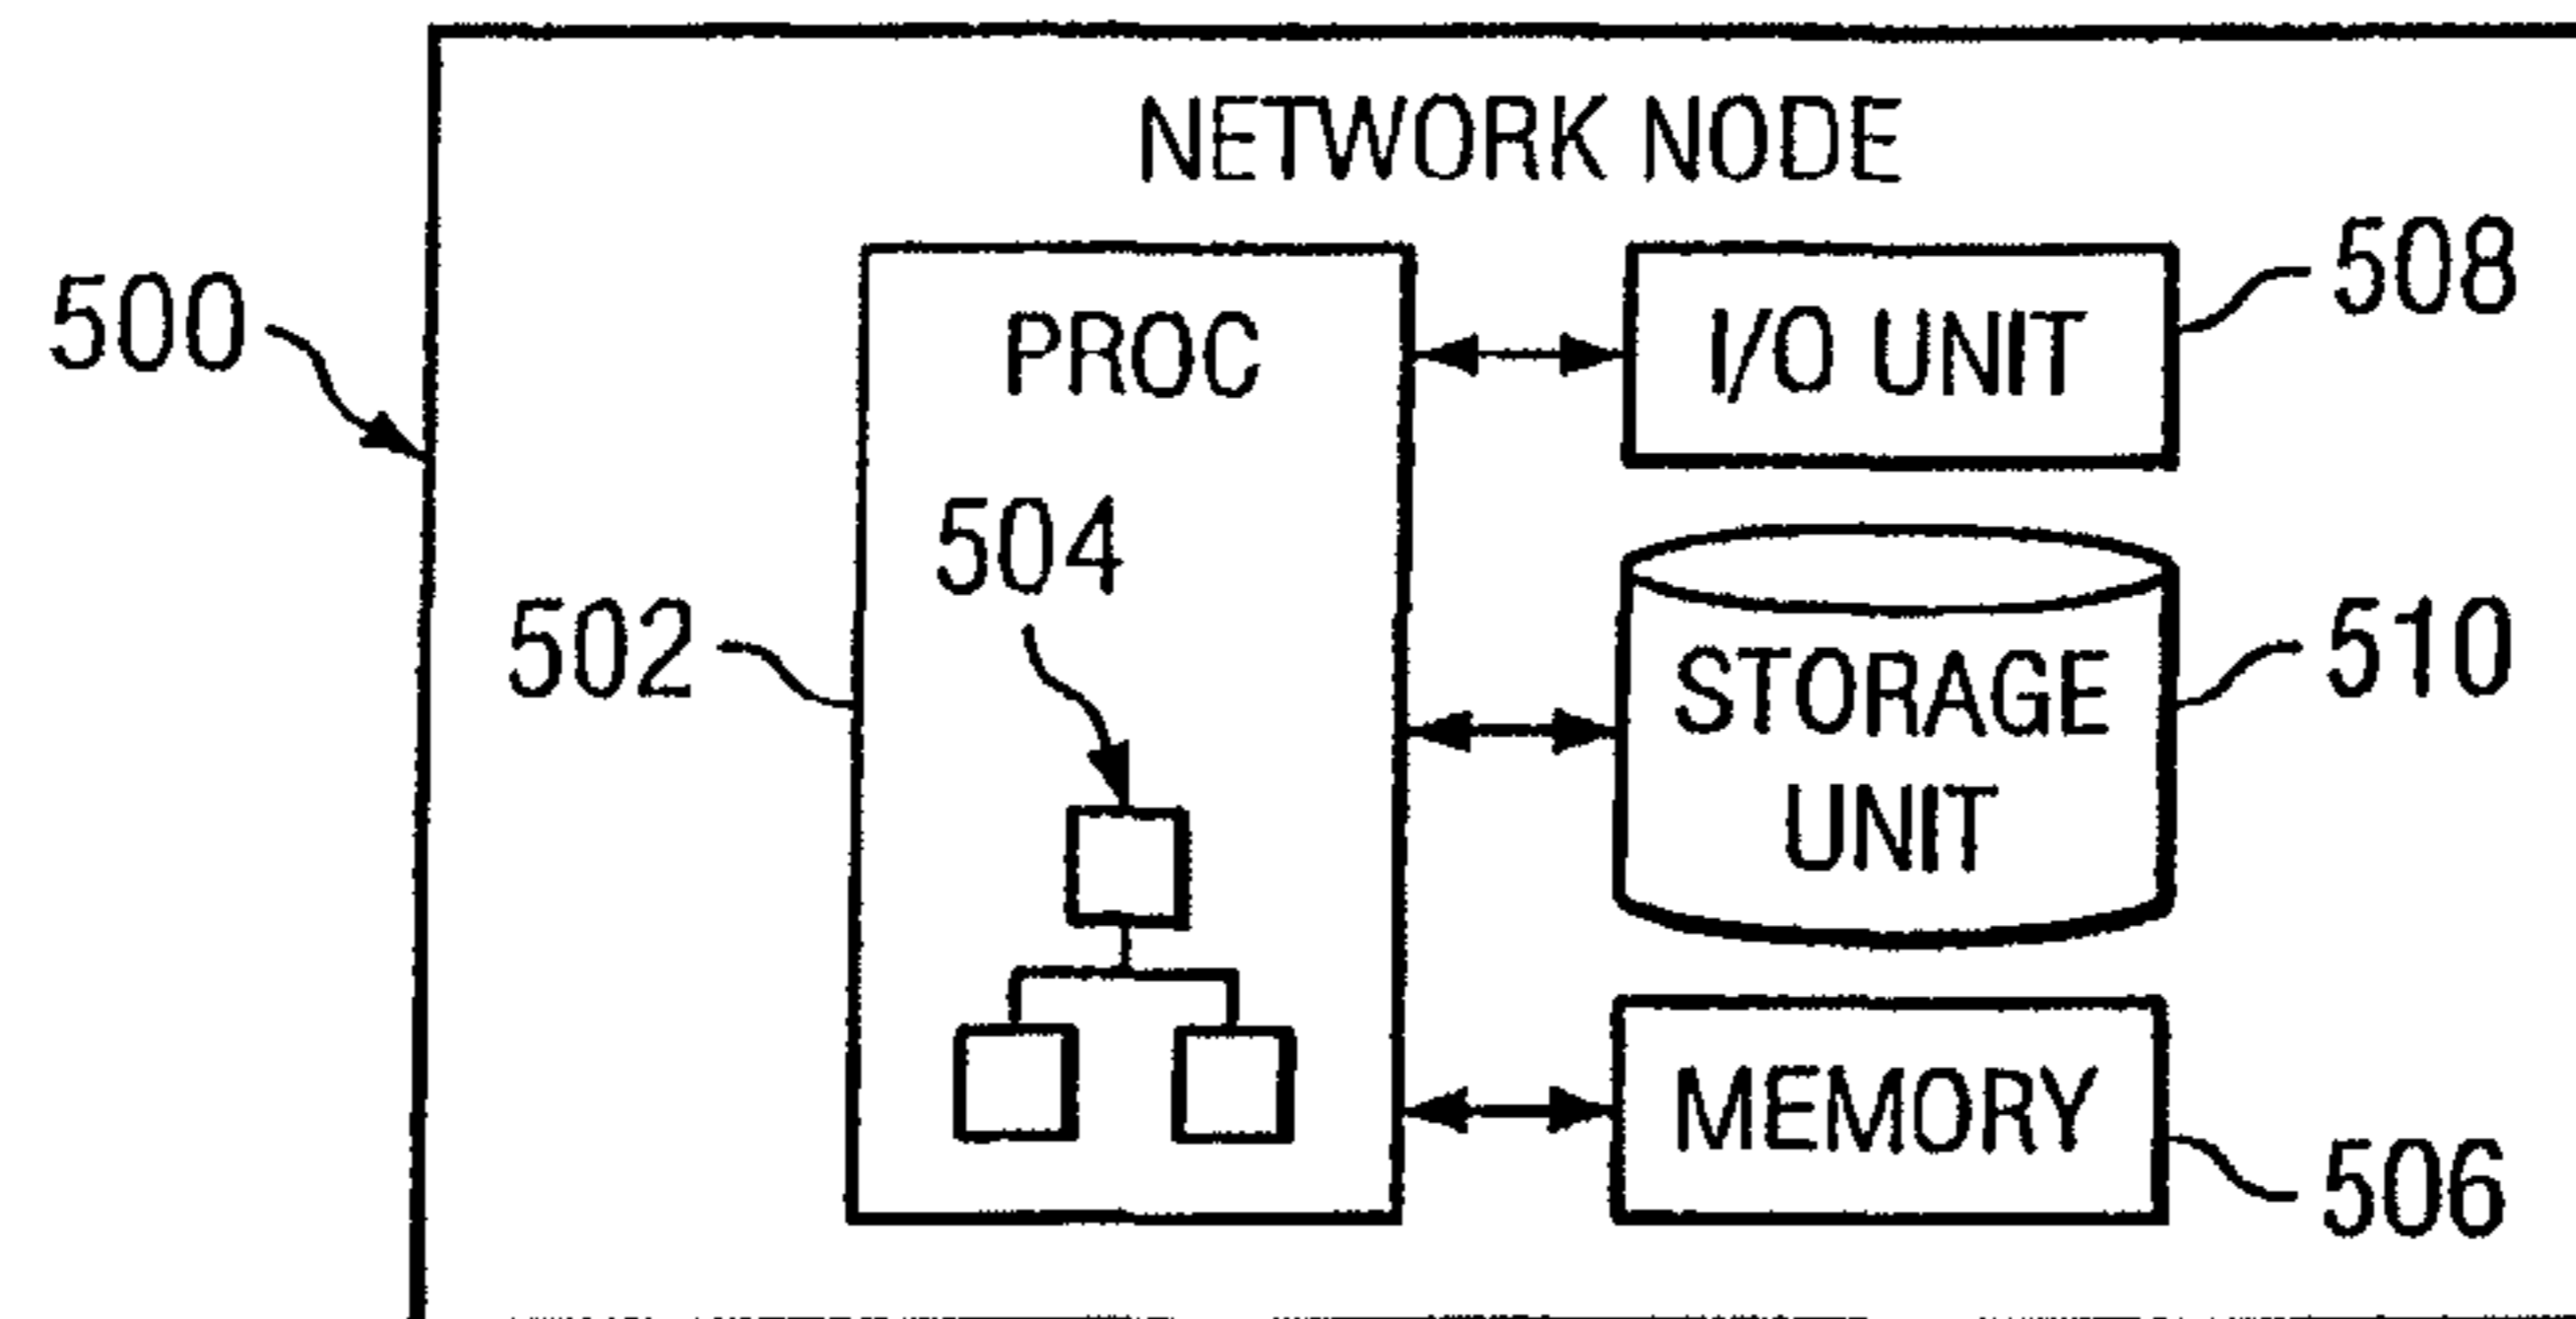 NETWORK NODE
500
PROC
I/O UNIT
508
504
502
STORAGE
UNIT
510
MEMORY
506